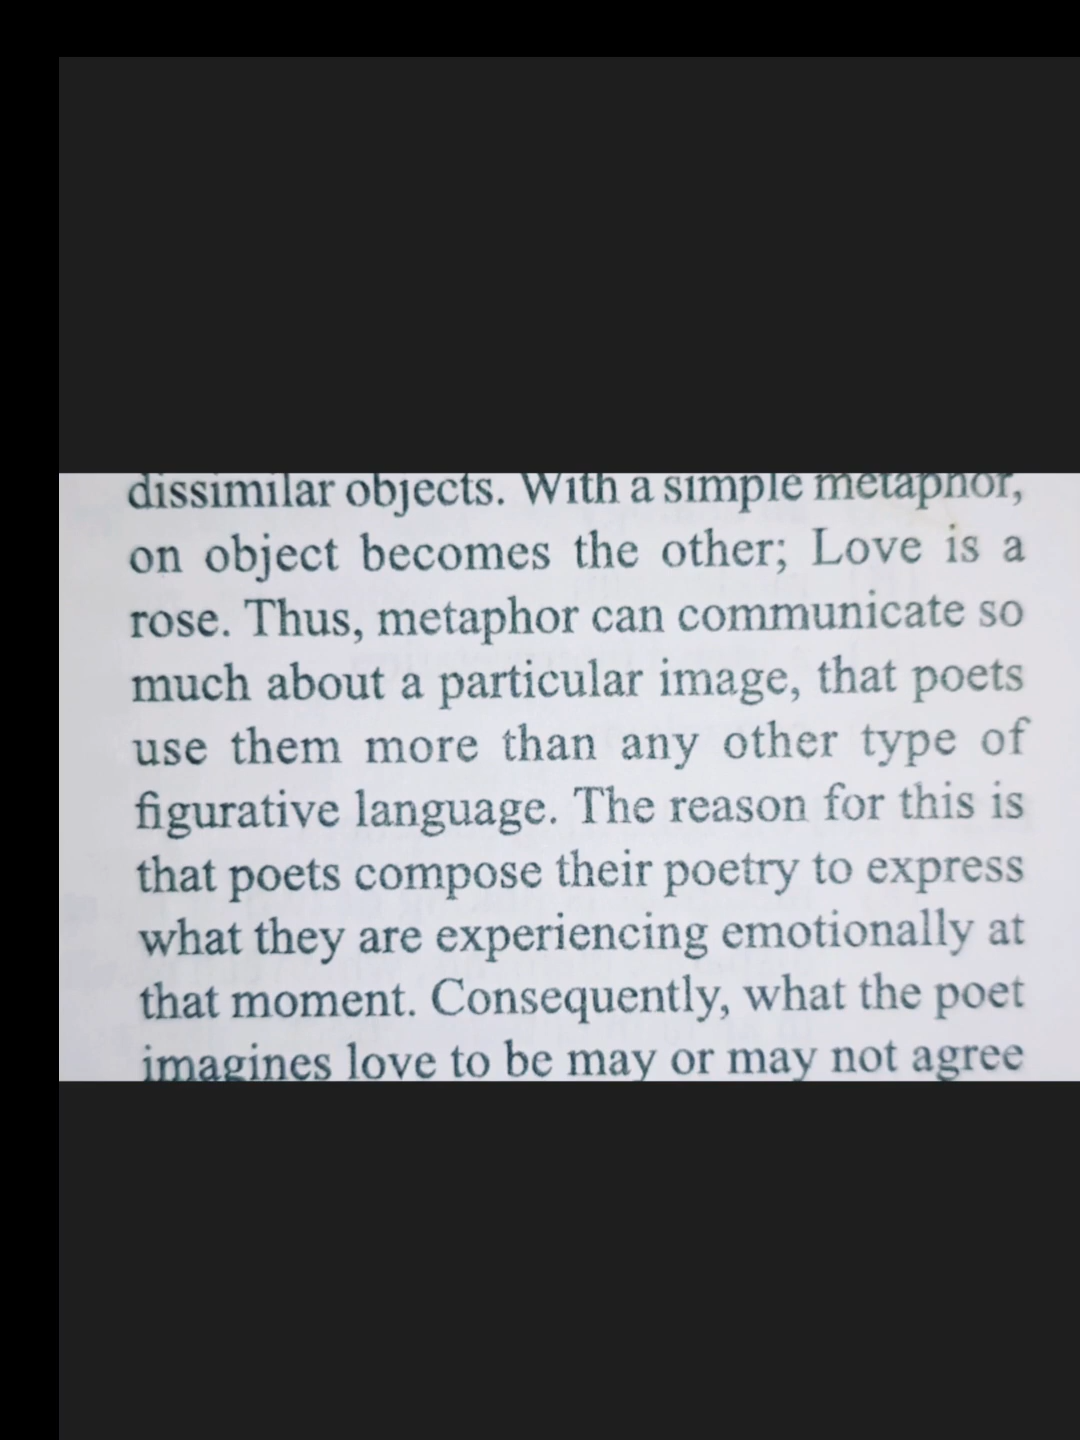 dissimilar objects. With a simple metaphor,
on object becomes the other; Love is a
rose. Thus, metaphor can communicate so
much about a particular image, that poets
use them more than any other type of
figurative language. The reason for this is
that poets compose their poetry to express
what they are experiencing emotionally at
that moment. Consequently, what the poet
imagines love to be may or may not agree